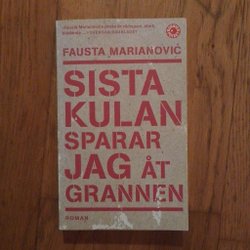 FAUSTA MARIANOVIĆ
SISTA
KULAN
SPARAR
JAG ÅT
GRANNEN
ROMAN